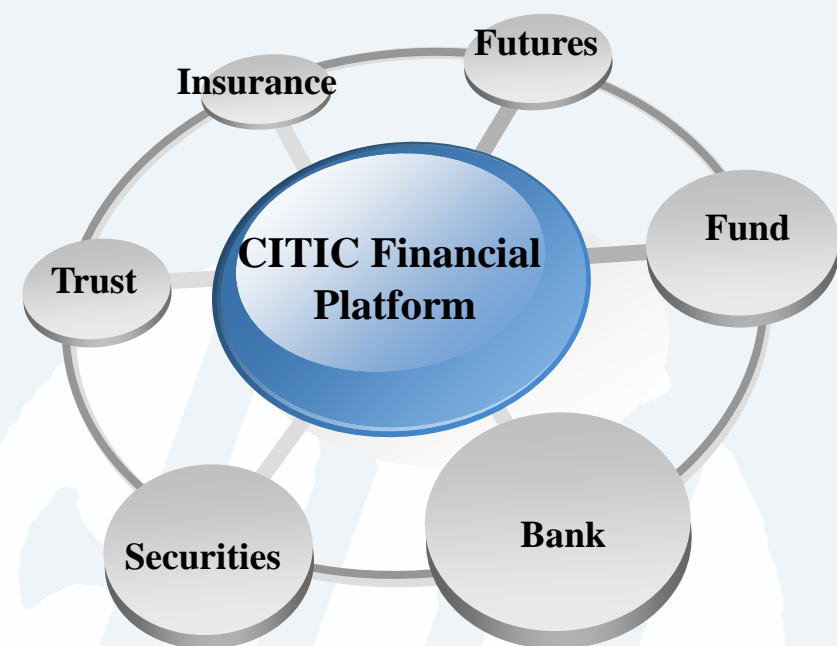 Futures
Insurance
Fund
CITIC Financial
Platform
Trust
Bank
Securities